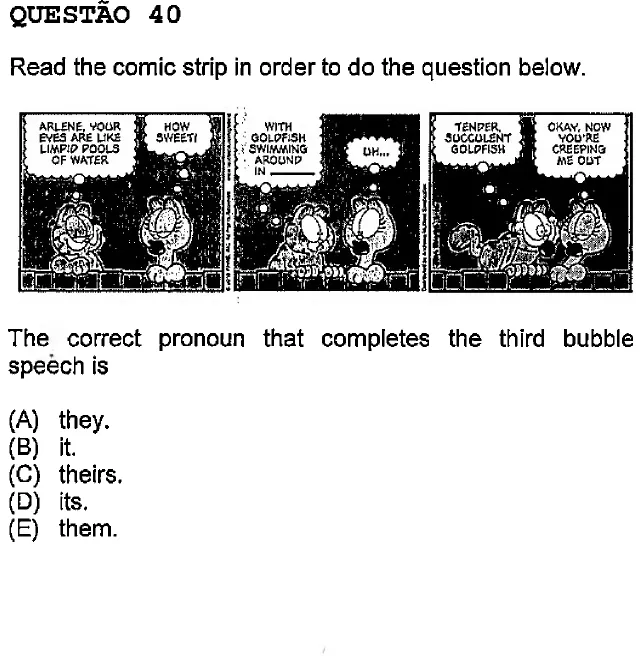 QUESTÃO 40
Read the comic strip in order to do the question below.
ARLENE, YOUR
EYES ARE LIKE
LIMPID POOLS
OF WATER
HOW
SWEET!
WITH
GOLDFISH
SWIMMING
AROUND
IN ______
UH...
TENDER,
SUCCULENT
GOLDFISH
OKAY, NOW
YOU'RE
CREEPING
ME OUT
The correct pronoun that completes the third bubble
speech is
(A) they.
(B) it.
(C) theirs.
(D) its.
(E) them.